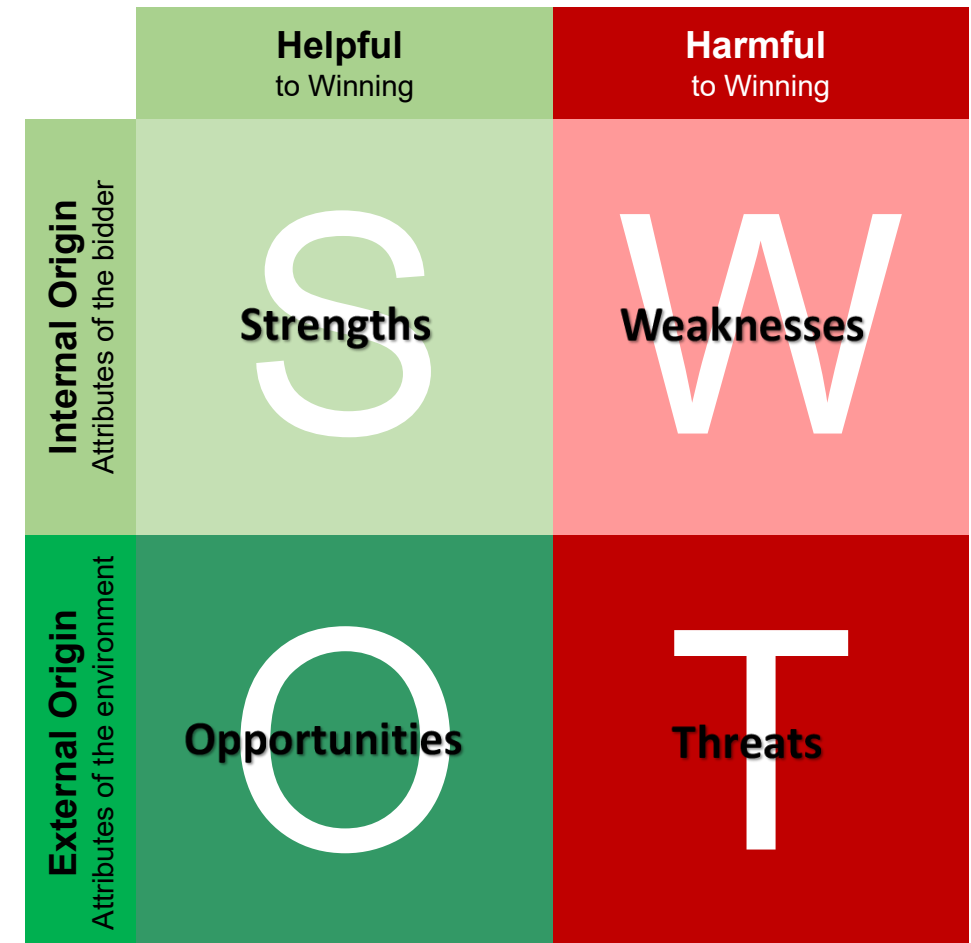 Helpful
to Winning
Harmful
to Winning
Internal Origin
Attributes of the bidder
S
Strengths
W
Weaknesses
External Origin
Attributes of the environment
O
Opportunities
T
Threats